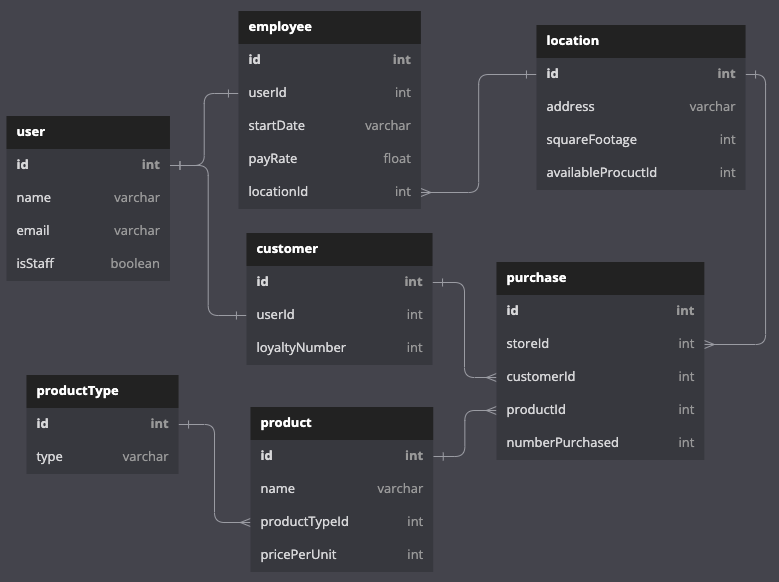 employee
id int
userId int
startDate varchar
payRate float
locationId int
location
id int
address varchar
squareFootage int
availableProcuctId int
user
id int
name varchar
email varchar
isStaff boolean
customer
id int
userId int
loyaltyNumber int
purchase
id int
storeId int
customerId int
productId int
numberPurchased int
productType
id int
type varchar
product
id int
name varchar
productTypeId int
pricePerUnit int